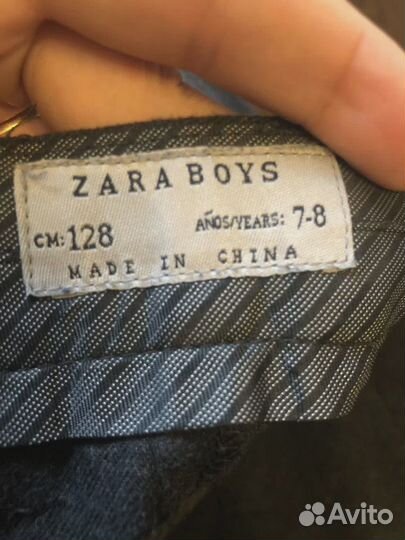 ZARA BOYS
CM: 128 AÑOS/YEARS: 7-8
MADE IN CHINA
Avito